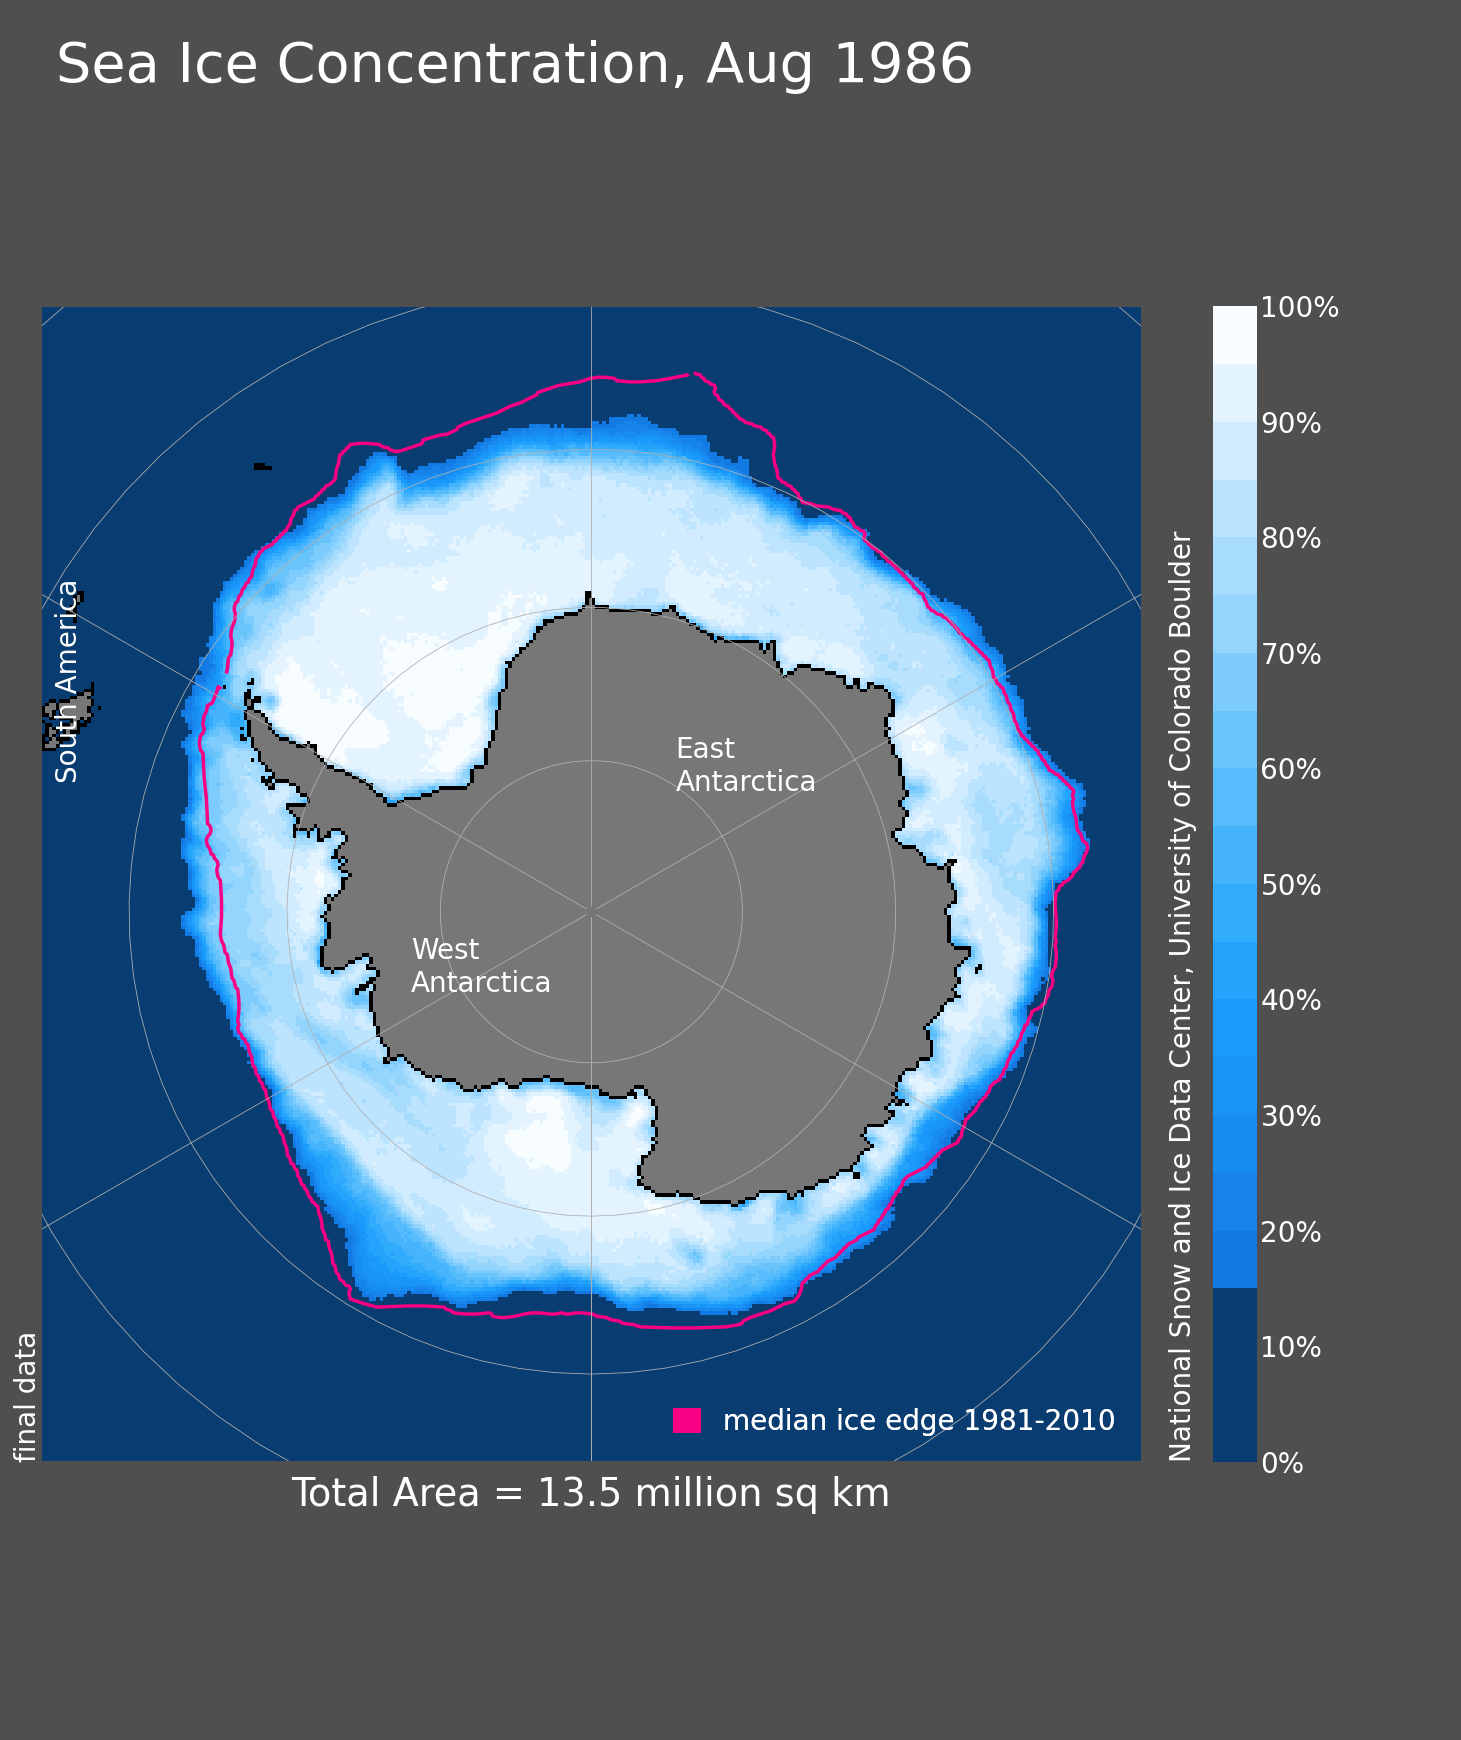 Sea Ice Concentration, Aug 1986
South America
East
Antarctica
West
Antarctica
median ice edge 1981-2010
final data
Total Area = 13.5 million sq km
National Snow and Ice Data Center, University of Colorado Boulder
100%
90%
80%
70%
60%
50%
40%
30%
20%
10%
0%